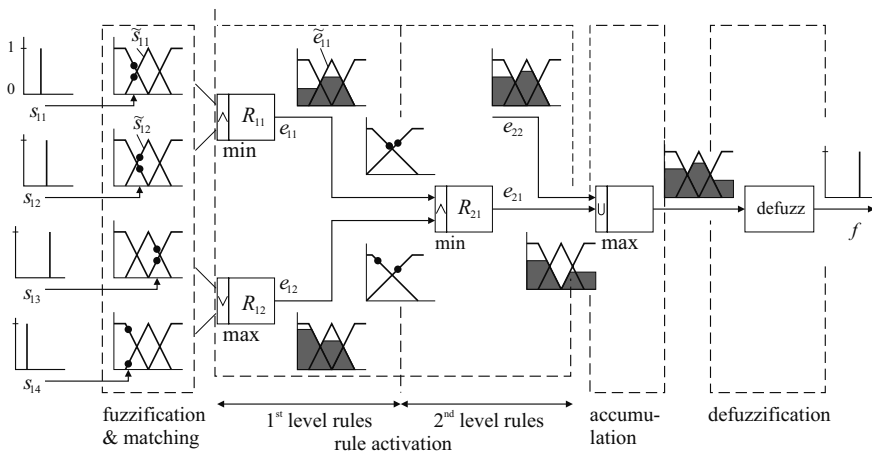 1
0
s11
s̃11
R11
min
e11
ẽ11
e22
s12
s̃12
R21
min
e21
max
defuzz
f
s13
R12
max
e12
s14
fuzzification
& matching
1st level rules
2nd level rules
rule activation
accumu-
lation
defuzzification